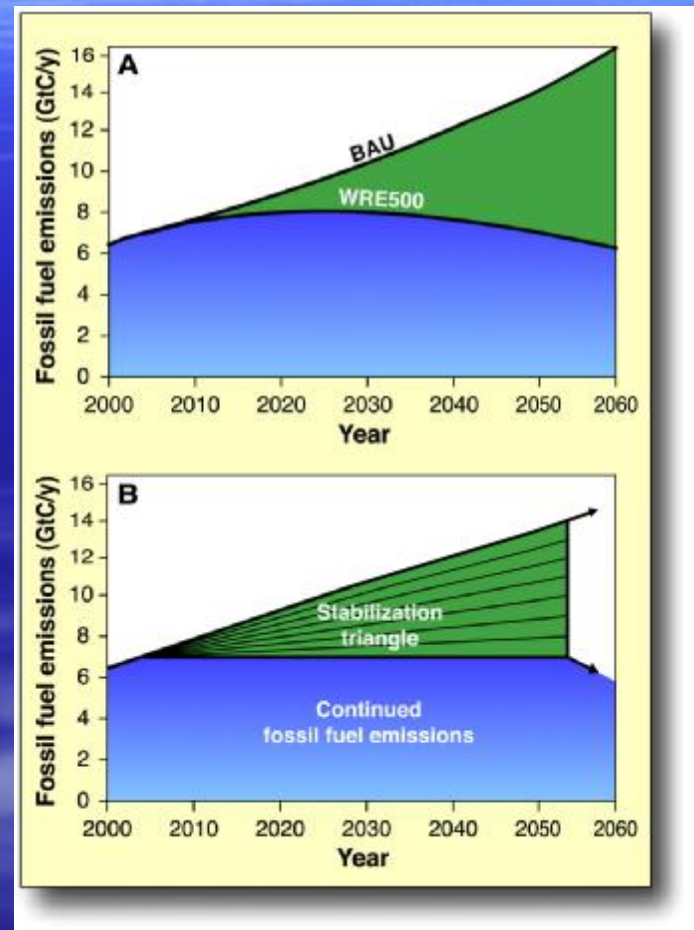 A
Fossil fuel emissions (GtC/y)
16
14
12
10
8
6
4
2
0
BAU
WRE500
2000 2010 2020 2030 2040 2050 2060
Year
B
Fossil fuel emissions (GtC/y)
16
14
12
10
8
6
4
2
0
Stabilization
triangle
Continued
fossil fuel emissions
2000 2010 2020 2030 2040 2050 2060
Year